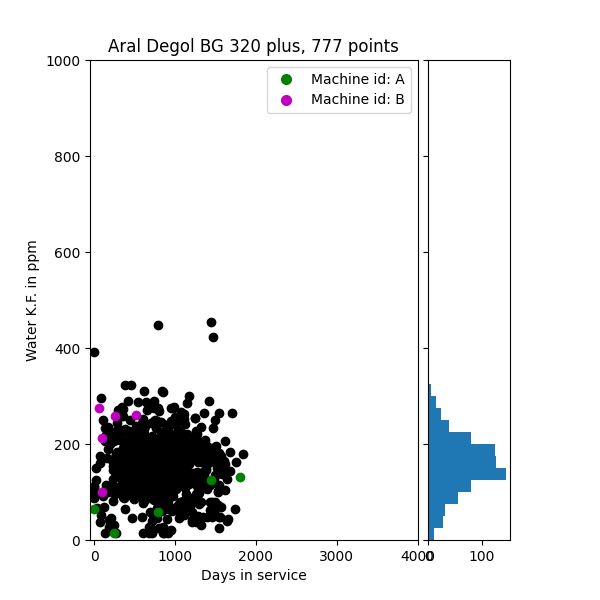 Aral Degol BG 320 plus, 777 points
Machine id: A
Machine id: B
Water K.F. in ppm
1000
800
600
400
200
0
0 1000 2000 3000 4000
0 100
Days in service